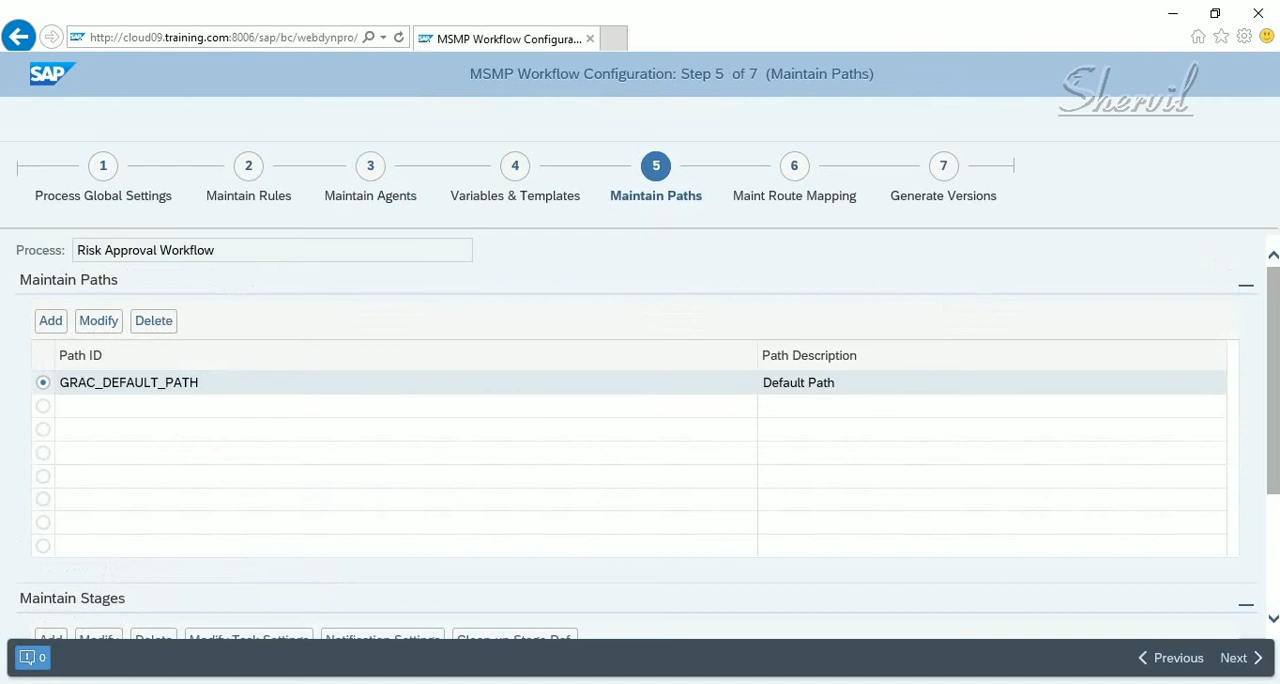 http://cloud09.training.com:8006/sap/bc/webdynpro/
MSMP Workflow Configura...
SAP
MSMP Workflow Configuration: Step 5 of 7 (Maintain Paths)
Shervil
1 2 3 4 5 6 7
Process Global Settings Maintain Rules Maintain Agents Variables & Templates Maintain Paths Maint Route Mapping Generate Versions
Process: Risk Approval Workflow
Maintain Paths
Add Modify Delete
Path ID Path Description
GRAC_DEFAULT_PATH Default Path
Maintain Stages
Add Modify Delete Modify Task Settings Notification Settings Clean up Stage Def.
0 Previous Next